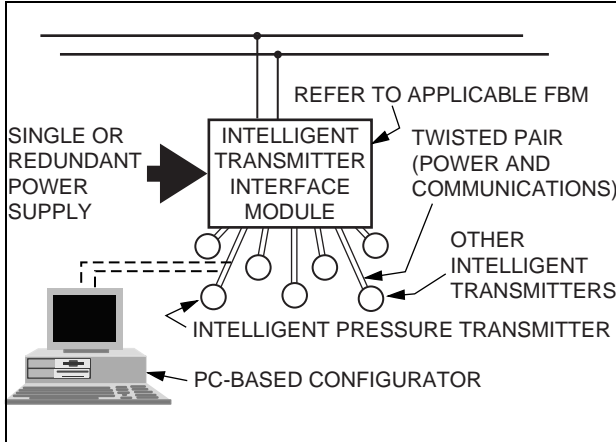 REFER TO APPLICABLE FBM
SINGLE OR
REDUNDANT
POWER
SUPPLY
INTELLIGENT
TRANSMITTER
INTERFACE
MODULE
TWISTED PAIR
(POWER AND
COMMUNICATIONS)
OTHER
INTELLIGENT
TRANSMITTERS
INTELLIGENT PRESSURE TRANSMITTER
PC-BASED CONFIGURATOR